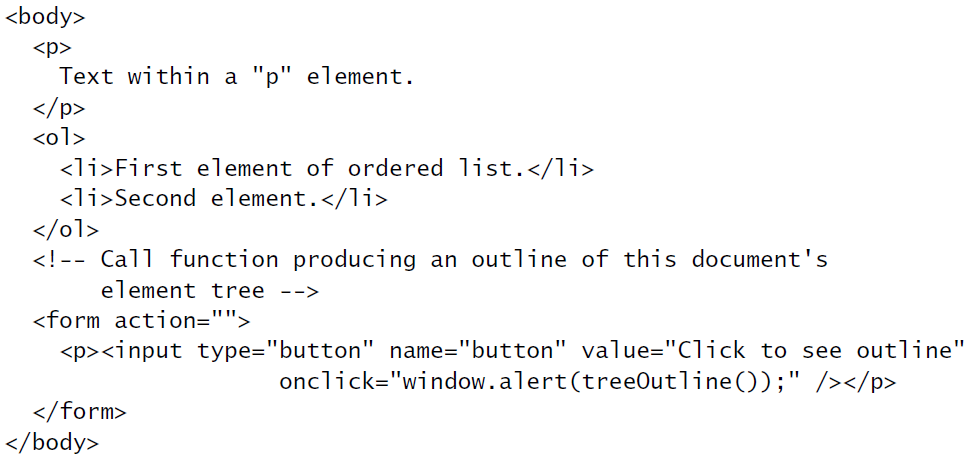 <body>
  <p>
    Text within a "p" element.
  </p>
  <ol>
    <li>First element of ordered list.</li>
    <li>Second element.</li>
  </ol>
  <!-- Call function producing an outline of this document's
       element tree -->
  <form action="">
    <p><input type="button" name="button" value="Click to see outline"
                    onclick="window.alert(treeOutline());" /></p>
  </form>
</body>